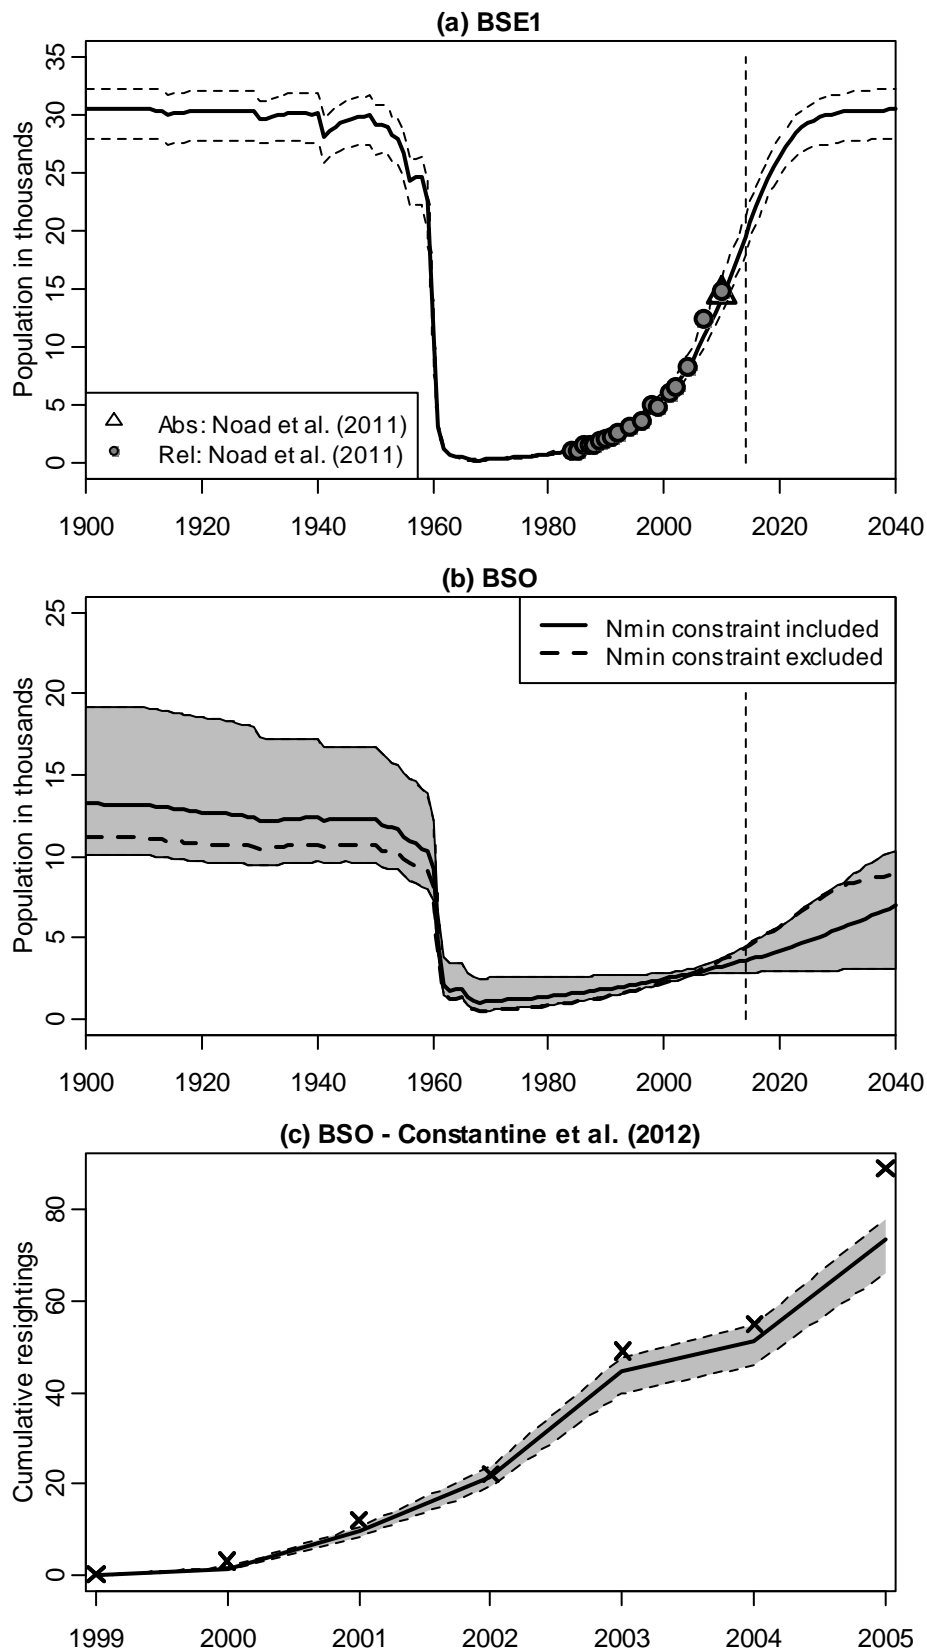 (a) BSE1
Population in thousands
35
30
25
20
15
10
5
0
Abs: Noad et al. (2011)
Rel: Noad et al. (2011)
1900 1920 1940 1960 1980 2000 2020 2040
(b) BSO
Population in thousands
25
20
15
10
5
0
Nmin constraint included
Nmin constraint excluded
1900 1920 1940 1960 1980 2000 2020 2040
(c) BSO - Constantine et al. (2012)
Cumulative resightings
80
60
40
20
0
1999 2000 2001 2002 2003 2004 2005